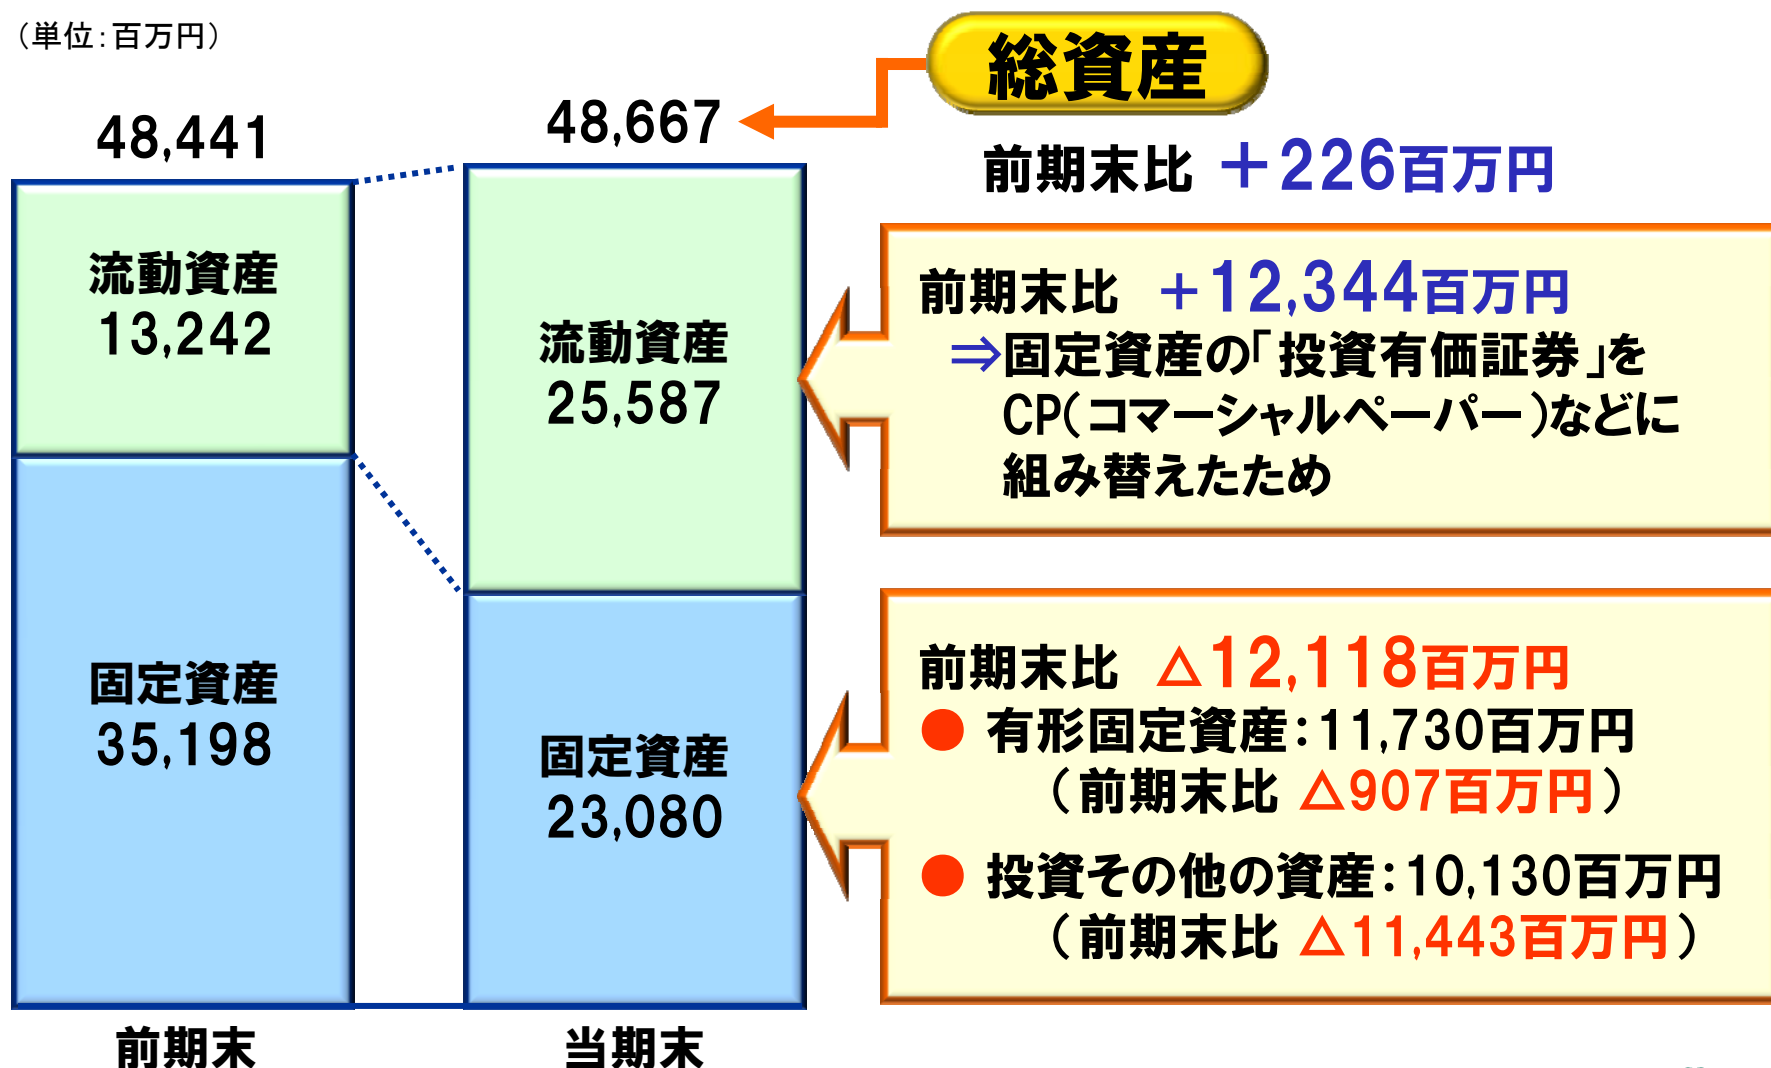 （単位：百万円）
総資産
48,441
48,667
前期末比 ＋226百万円
流動資産
13,242
流動資産
25,587
前期末比 ＋12,344百万円
⇒固定資産の「投資有価証券」を
CP（コマーシャルペーパー）などに
組み替えたため
固定資産
35,198
固定資産
23,080
前期末比 △12,118百万円
● 有形固定資産：11,730百万円
（前期末比 △907百万円）
● 投資その他の資産：10,130百万円
（前期末比 △11,443百万円）
前期末
当期末